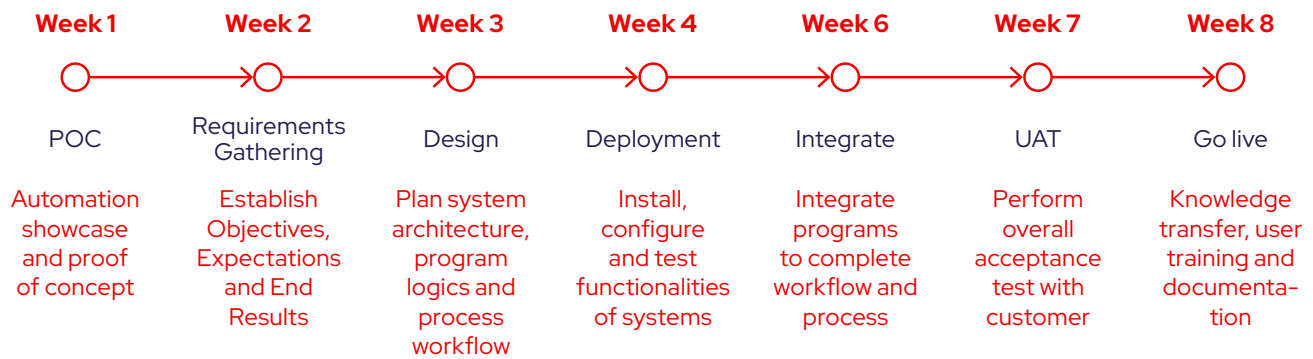 Week 1
Week 2
Week 3
Week 4
Week 6
Week 7
Week 8
POC
Requirements
Gathering
Design
Deployment
Integrate
UAT
Go live
Automation
showcase
and proof
of concept
Establish
Objectives,
Expectations
and End
Results
Plan system
architecture,
program
logics and
process
workflow
Install,
configure
and test
functionalities
of systems
Integrate
programs
to complete
workflow and
process
Perform
overall
acceptance
test with
customer
Knowledge
transfer, user
training and
documenta-
tion